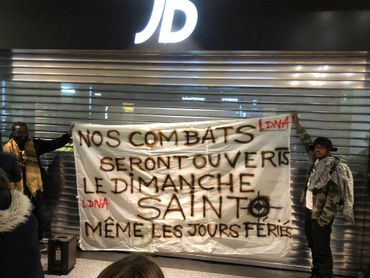 JD
NOS COMBATS LDNA
SERONT OUVERTS
LE DIMANCHE
LDNA SAINT
MÊME LES JOURS FÉRIÉS